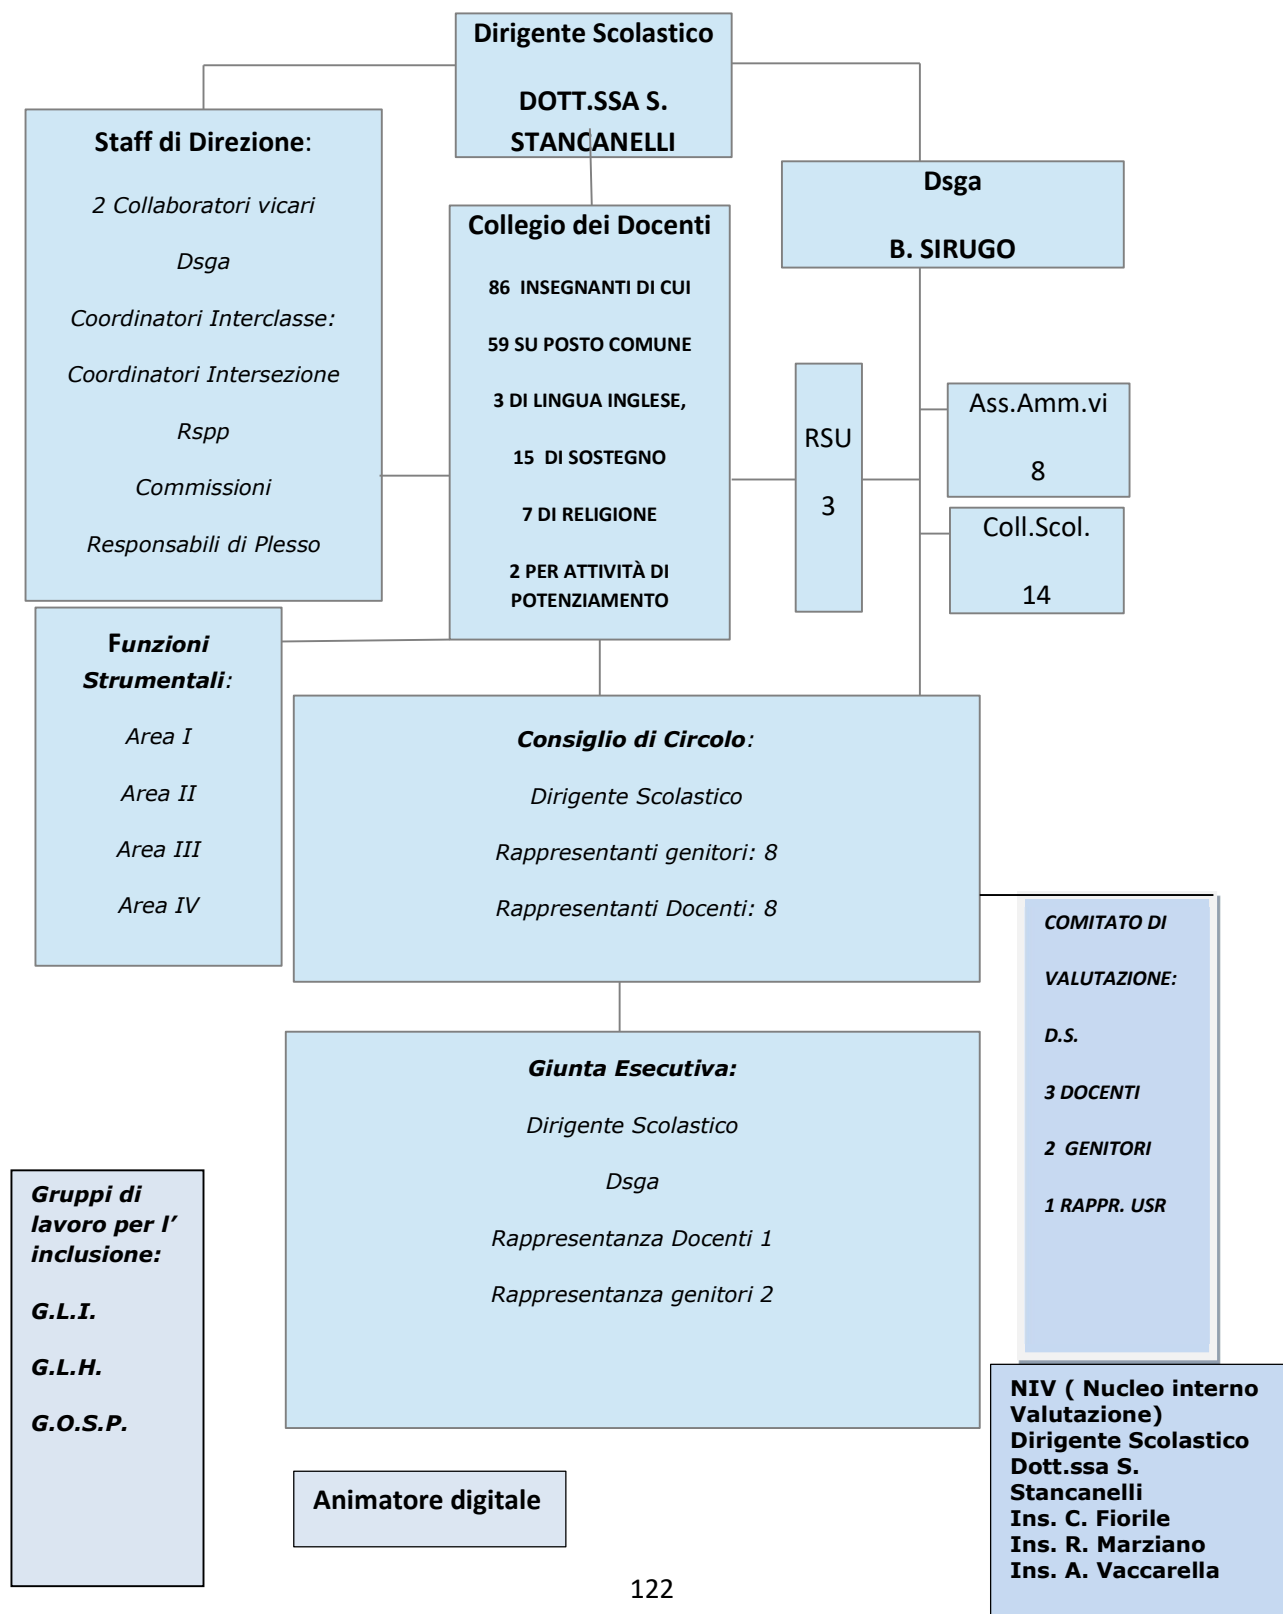 Dirigente Scolastico
DOTT.SSA S.
STANCANELLI
Staff di Direzione:
2 Collaboratori vicari
Dsga
Coordinatori Interclasse:
Coordinatori Intersezione
Rspp
Commissioni
Responsabili di Plesso
Collegio dei Docenti
86 INSEGNANTI DI CUI
59 SU POSTO COMUNE
3 DI LINGUA INGLESE,
15 DI SOSTEGNO
7 DI RELIGIONE
2 PER ATTIVITÀ DI
POTENZIAMENTO
Dsga
B. SIRUGO
RSU
3
Ass.Amm.vi
8
Coll.Scol.
14
Funzioni
Strumentali:
Area I
Area II
Area III
Area IV
Consiglio di Circolo:
Dirigente Scolastico
Rappresentanti genitori: 8
Rappresentanti Docenti: 8
COMITATO DI
VALUTAZIONE:
D.S.
3 DOCENTI
2 GENITORI
1 RAPPR. USR
Giunta Esecutiva:
Dirigente Scolastico
Dsga
Rappresentanza Docenti 1
Rappresentanza genitori 2
Gruppi di
lavoro per l'
inclusione:
G.L.I.
G.L.H.
G.O.S.P.
NIV ( Nucleo interno
Valutazione)
Dirigente Scolastico
Dott.ssa S.
Stancanelli
Ins. C. Fiorile
Ins. R. Marziano
Ins. A. Vaccarella
Animatore digitale
122